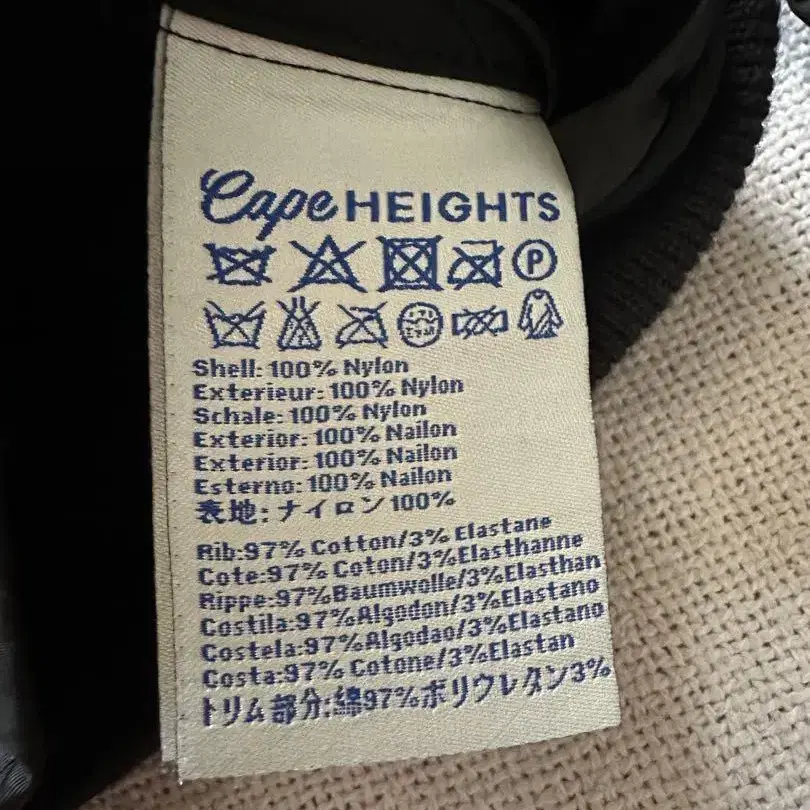 Cape HEIGHTS
P
Shell: 100% Nylon
Exterieur: 100% Nylon
Schale: 100% Nylon
Exterior: 100% Nailon
Exterior: 100% Nailon
Esterno: 100% Nailon
表地: ナイロン 100%
Rib:97% Cotton/3% Elastane
Cote:97% Coton/3% Elasthanne
Rippe:97%Baumwolle/3%Elasthan
Costila:97%Algodon/3%Elastano
Costela:97%Algodao/3%Elastano
Costa:97% Cotone/3%Elastan
トリム部分:綿97%ポリウレタン3%